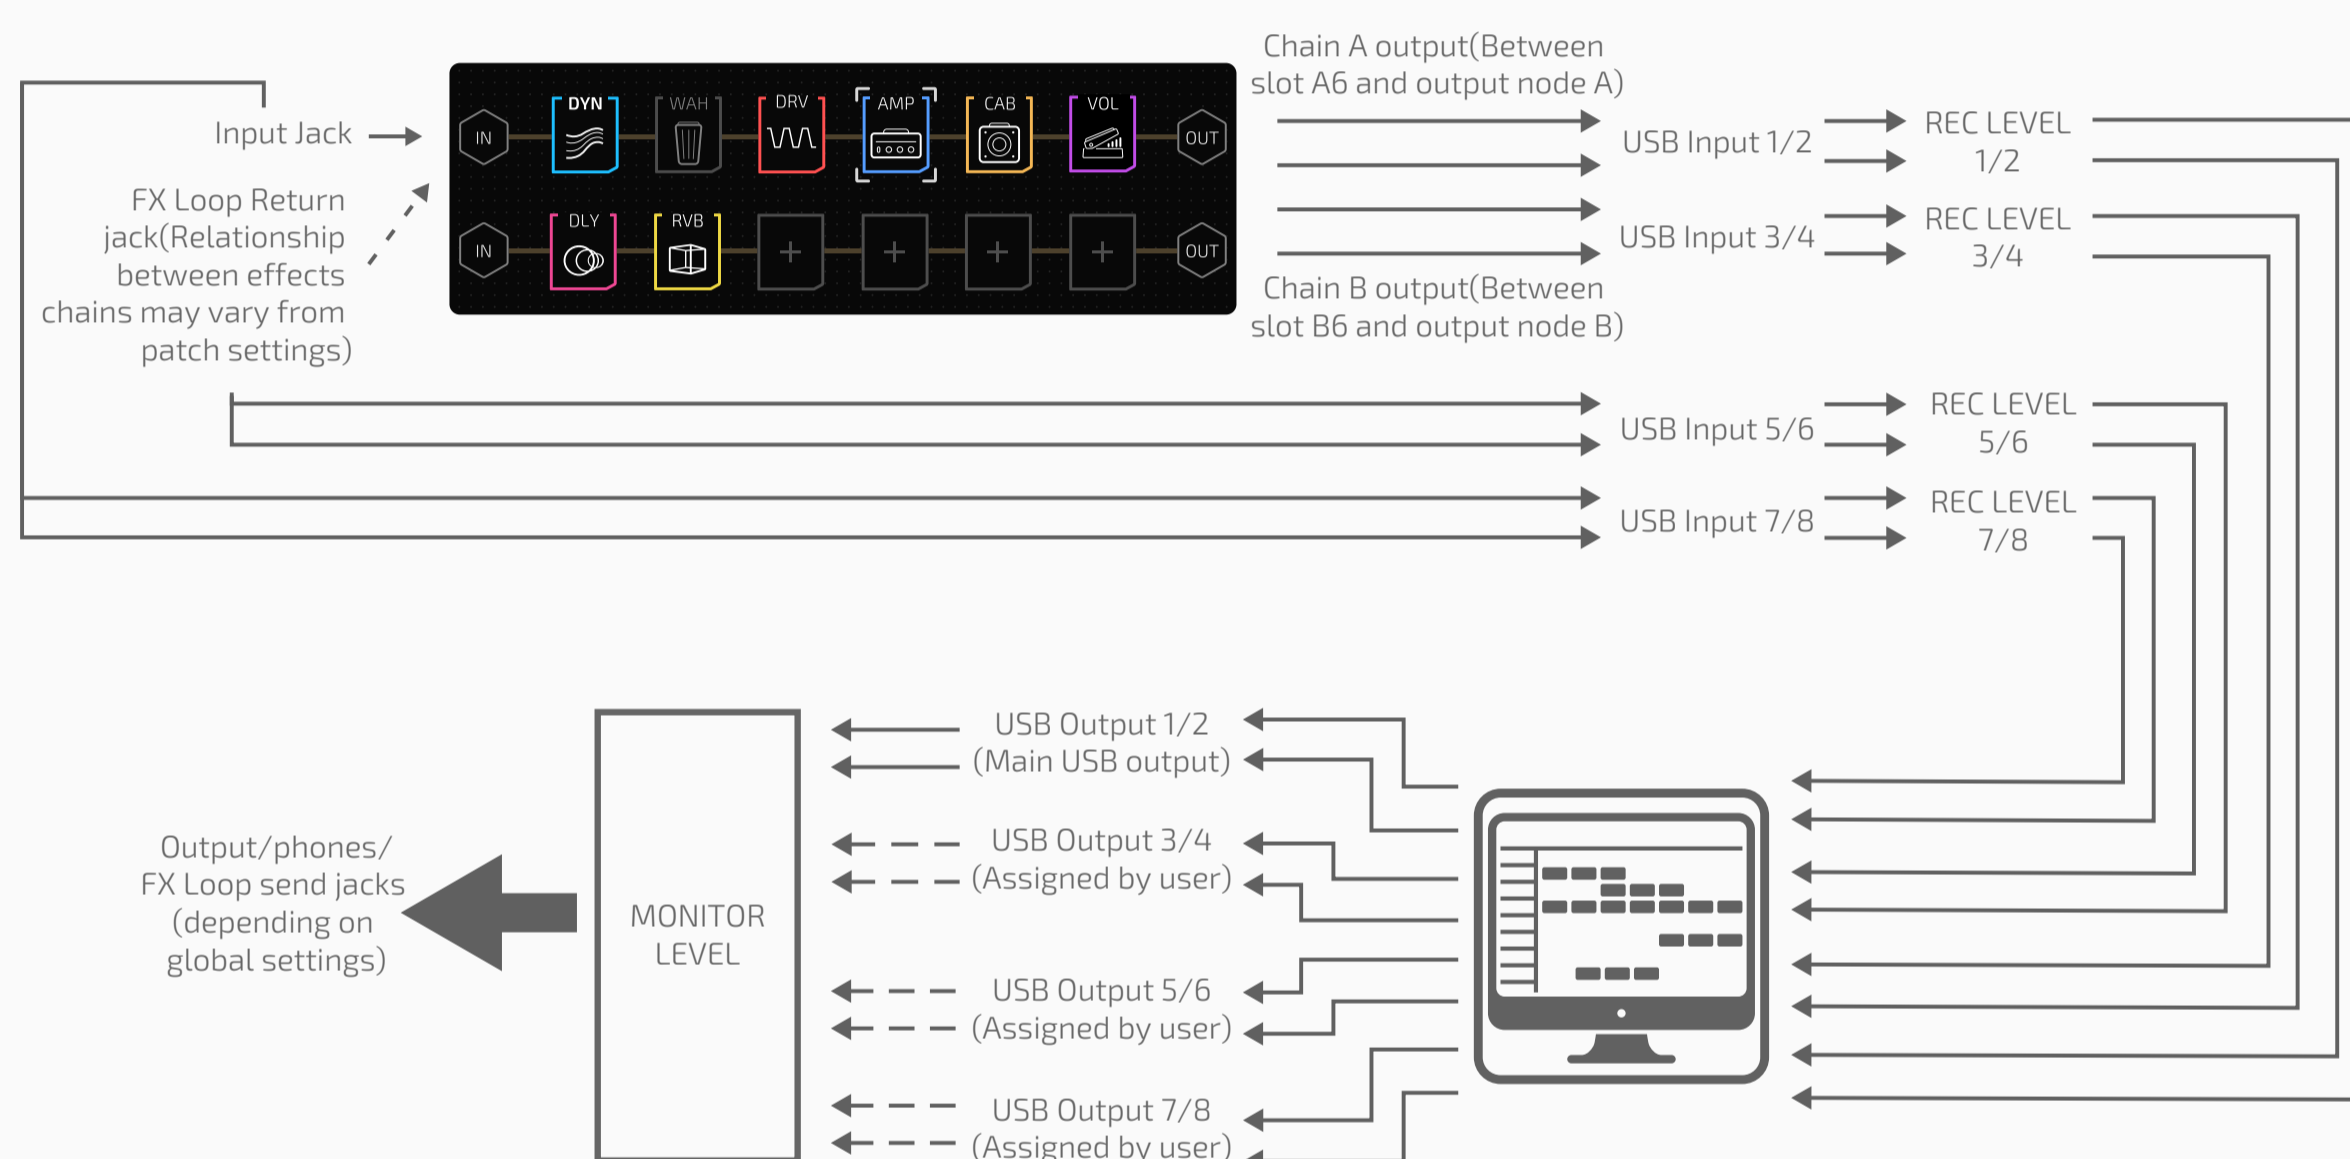 Chain A output(Between
slot A6 and output node A)
Input Jack
IN
DYN
WAH
DRV
AMP
CAB
VOL
OUT
USB Input 1/2
REC LEVEL
1/2
FX Loop Return
jack(Relationship
between effects
chains may vary from
patch settings)
IN
DLY
RVB
+
+
+
+
OUT
USB Input 3/4
REC LEVEL
3/4
Chain B output(Between
slot B6 and output node B)
USB Input 5/6
REC LEVEL
5/6
USB Input 7/8
REC LEVEL
7/8
USB Output 1/2
(Main USB output)
USB Output 3/4
(Assigned by user)
Output/phones/
FX Loop send jacks
(depending on
global settings)
MONITOR
LEVEL
USB Output 5/6
(Assigned by user)
USB Output 7/8
(Assigned by user)